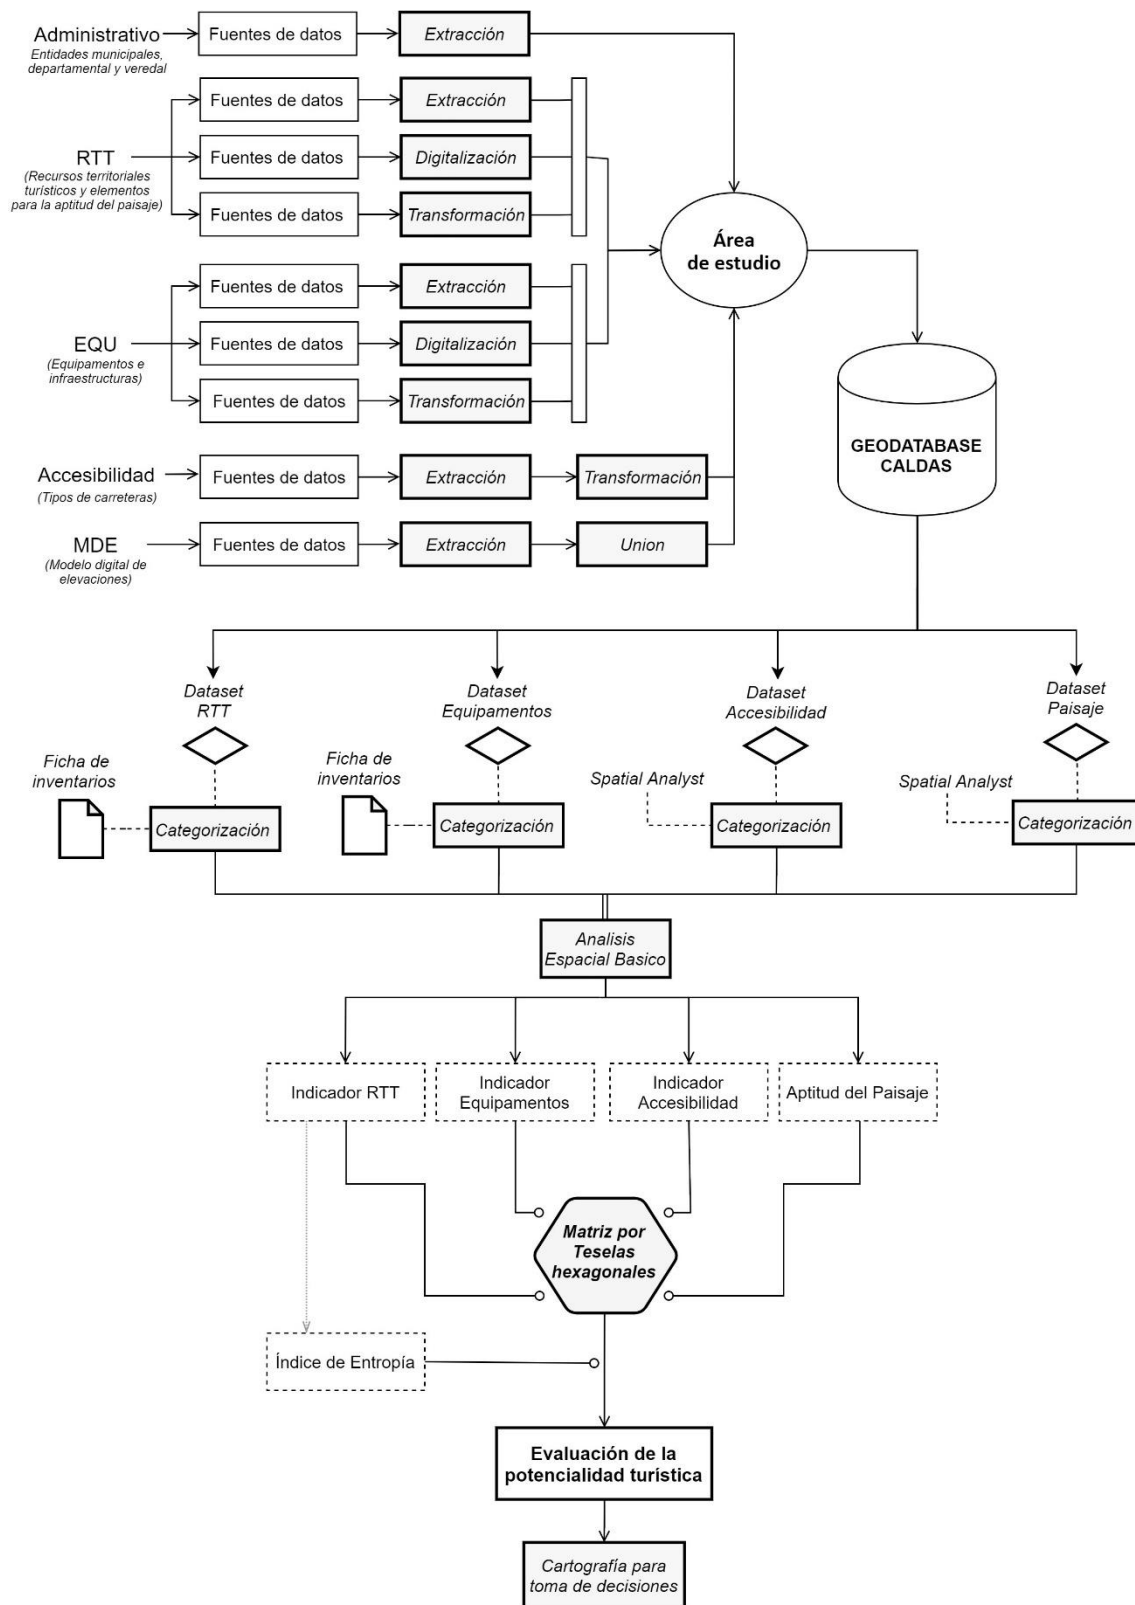 Administrativo
Entidades municipales,
departamental y veredal
Fuentes de datos
Extracción
RTT
(Recursos territoriales
turísticos y elementos
para la aptitud del paisaje)
Fuentes de datos
Extracción
Fuentes de datos
Digitalización
Fuentes de datos
Transformación
Área
de estudio
EQU
(Equipamentos e
infraestructuras)
Fuentes de datos
Extracción
Fuentes de datos
Digitalización
Fuentes de datos
Transformación
GEODATABASE
CALDAS
Accesibilidad
(Tipos de carreteras)
Fuentes de datos
Extracción
Transformación
MDE
(Modelo digital de
elevaciones)
Fuentes de datos
Extracción
Union
Dataset
RTT
Dataset
Equipamentos
Dataset
Accesibilidad
Dataset
Paisaje
Ficha de
inventarios
Categorización
Ficha de
inventarios
Categorización
Spatial Analyst
Categorización
Spatial Analyst
Categorización
Analisis
Espacial Basico
Indicador RTT
Indicador
Equipamentos
Indicador
Accesibilidad
Aptitud del Paisaje
Matriz por
Teselas
hexagonales
Índice de Entropía
Evaluación de la
potencialidad turística
Cartografía para
toma de decisiones